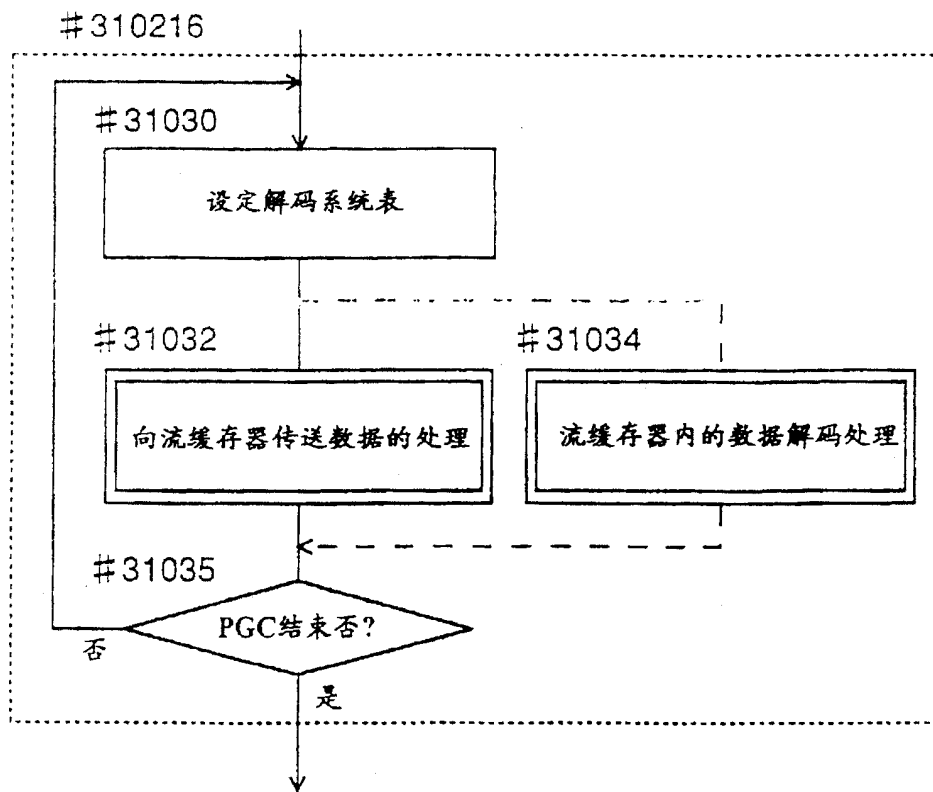 #310216
#31030
设定解码系统表
#31032
#31034
向流缓存器传送数据的处理
流缓存器内的数据解码处理
#31035
PGC结束否?
否
是